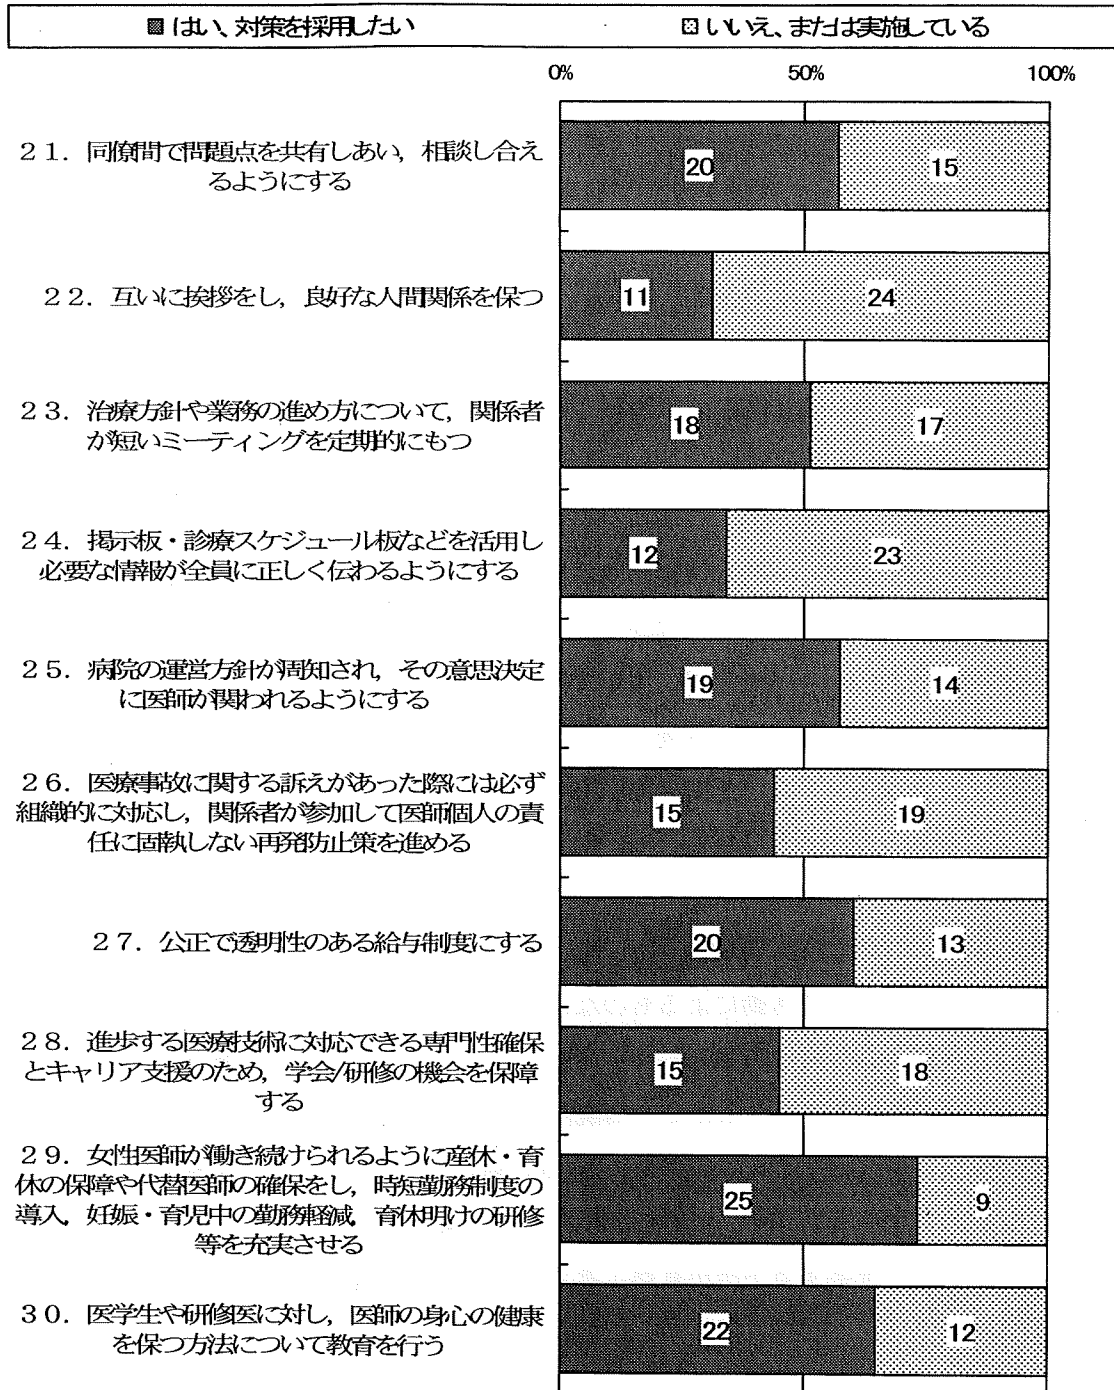 ■ はい、対策を採用したい　　▩ いいえ、または実施している
0%　50%　100%
２１．同僚間で問題点を共有しあい，相談し合え
るようにする
20　15
２２．互いに挨拶をし，良好な人間関係を保つ
11　24
２３．治療方針や業務の進め方について，関係者
が短いミーティングを定期的にもつ
18　17
２４．掲示板・診療スケジュール板などを活用し
必要な情報が全員に正しく伝わるようにする
12　23
２５．病院の運営方針が周知され，その意思決定
に医師が関われるようにする
19　14
２６．医療事故に関する訴えがあった際には必ず
組織的に対応し，関係者が参加して医師個人の責
任に固執しない再発防止策を進める
15　19
２７．公正で透明性のある給与制度にする
20　13
２８．進歩する医療技術に対応できる専門性確保
とキャリア支援のため，学会/研修の機会を保障
する
15　18
２９．女性医師が働き続けられるように産休・育
休の保障や代替医師の確保をし，時短勤務制度の
導入，妊娠・育児中の勤務軽減，育休明けの研修
等を充実させる
25　9
３０．医学生や研修医に対し，医師の身心の健康
を保つ方法について教育を行う
22　12